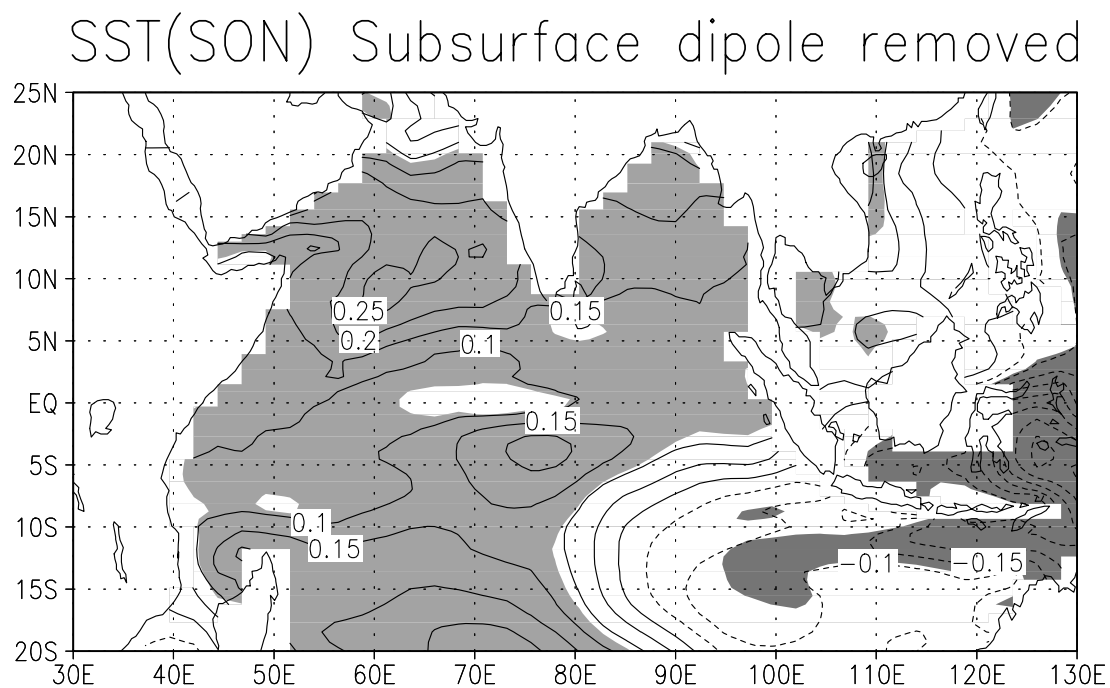 SST(SON) Subsurface dipole removed
25N
20N
15N
10N
5N
EQ
5S
10S
15S
20S
0.25
0.15
0.2
0.1
0.15
0.1
0.15
−0.1
−0.15
30E 40E 50E 60E 70E 80E 90E 100E 110E 120E 130E